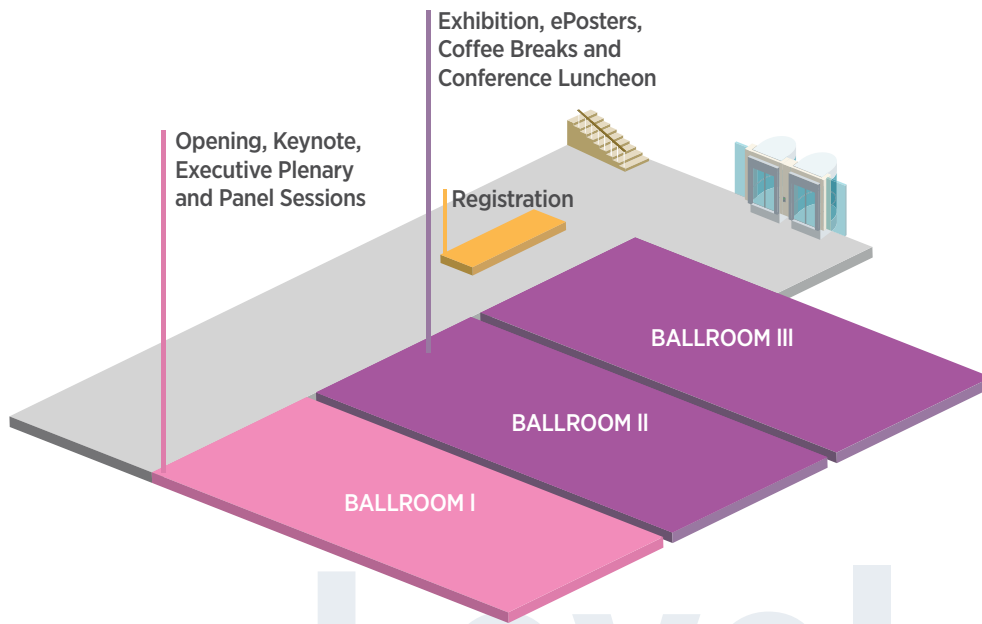 Exhibition, ePosters,
Coffee Breaks and
Conference Luncheon
Opening, Keynote,
Executive Plenary
and Panel Sessions
Registration
BALLROOM III
BALLROOM II
BALLROOM I
Level